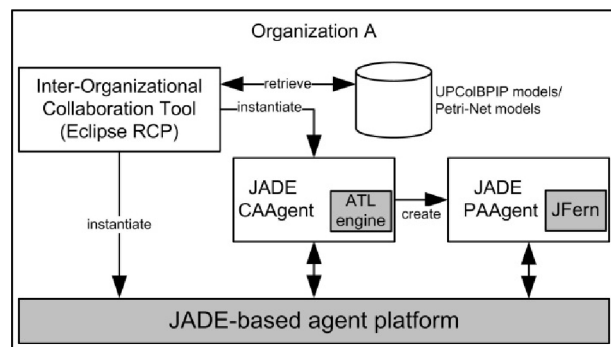 Organization A
Inter-Organizational
Collaboration Tool
(Eclipse RCP)
retrieve
instantiate
UPColBPIP models/
Petri-Net models
JADE
CAAgent
ATL
engine
create
JADE
PAAgent
JFern
instantiate
JADE-based agent platform